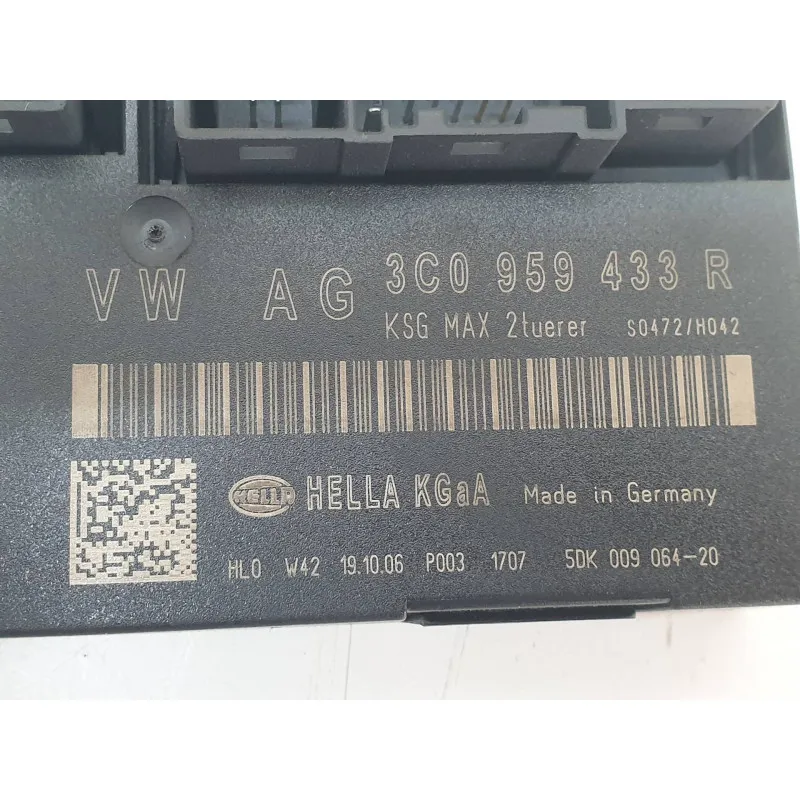 VW AG 3C0 959 433 R
KSG MAX 2tuerer S0472/H042
HELLA HELLA KGaA Made in Germany
HLO W42 19.10.06 P003 1707 5DK 009 064-20